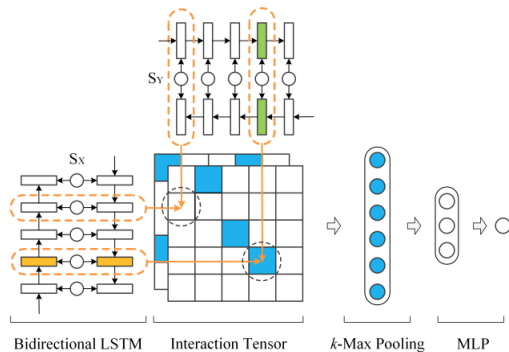 S_Y
S_X
Bidirectional LSTM
Interaction Tensor
k-Max Pooling
MLP